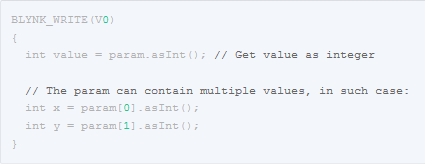 BLYNK_WRITE(V0)
{
  int value = param.asInt(); // Get value as integer

  // The param can contain multiple values, in such case:
  int x = param[0].asInt();
  int y = param[1].asInt();
}